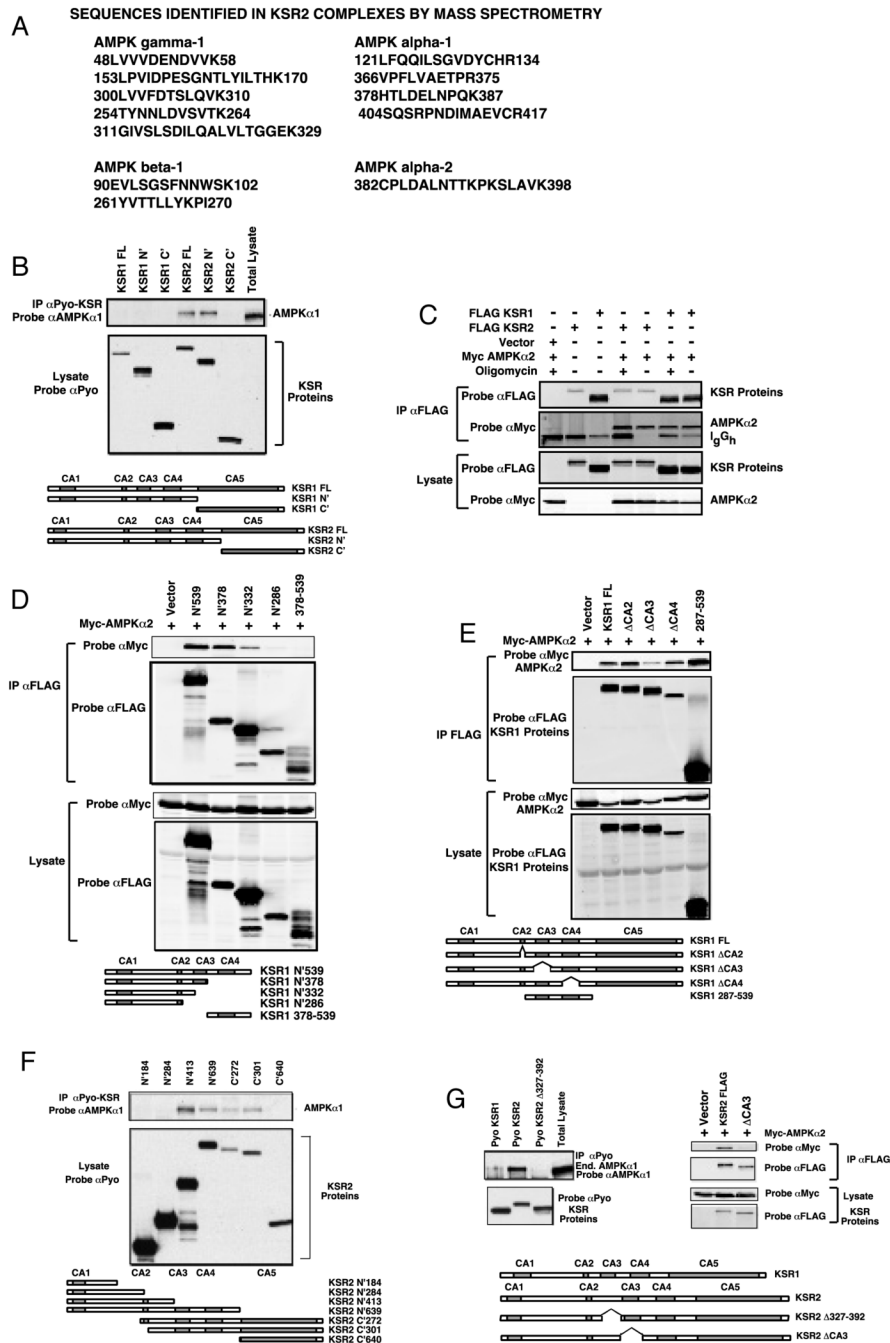 SEQUENCES IDENTIFIED IN KSR2 COMPLEXES BY MASS SPECTROMETRY
A
AMPK gamma-1
48LVVVDENDVVK58
153LPVIDPESGNTLYILTHK170
300LVVFDTSLQVK310
254TYNNLDVSVTK264
311GIVSLSDILQALVLTGGEK329
AMPK alpha-1
121LFQQILSGVDYCHR134
366VPFLVAETPR375
378HTLDELNPQK387
404SQSRPNDIMAEVCR417
AMPK beta-1
90EVLSGSFNNWSK102
261YVTTLLYKPI270
AMPK alpha-2
382CPLDALNTTKPKSLAVK398
B
KSR1 FL
KSR1 N'
KSR1 C'
KSR2 FL
KSR2 N'
KSR2 C'
Total Lysate
IP αPyo-KSR
Probe αAMPKα1
AMPKα1
Lysate
Probe αPyo
KSR
Proteins
CA1 CA2 CA3 CA4 CA5
KSR1 FL
KSR1 N'
KSR1 C'
CA1 CA2 CA3 CA4 CA5
KSR2 FL
KSR2 N'
KSR2 C'
C
FLAG KSR1 - - + - - + +
FLAG KSR2 - + - + + - -
Vector + - - - - - -
Myc AMPKα2 + - - + + + +
Oligomycin + - - + - + -
IP αFLAG
Probe αFLAG
KSR Proteins
Probe αMyc
AMPKα2
IgGh
Lysate
Probe αFLAG
KSR Proteins
Probe αMyc
AMPKα2
D
Vector
N'539
N'378
N'332
N'286
378-539
Myc-AMPKα2 + + + + + +
IP αFLAG
Probe αMyc
Probe αFLAG
Lysate
Probe αMyc
Probe αFLAG
CA1 CA2 CA3 CA4
KSR1 N'539
KSR1 N'378
KSR1 N'332
KSR1 N'286
KSR1 378-539
E
Vector
KSR1 FL
ΔCA2
ΔCA3
ΔCA4
287-539
Myc-AMPKα2 + + + + + +
IP FLAG
Probe αMyc
AMPKα2
Probe αFLAG
KSR1 Proteins
Lysate
Probe αMyc
AMPKα2
Probe αFLAG
KSR1 Proteins
CA1 CA2 CA3 CA4 CA5
KSR1 FL
KSR1 ΔCA2
KSR1 ΔCA3
KSR1 ΔCA4
KSR1 287-539
F
N'184
N'284
N'413
N'639
C'272
C'301
C'640
IP αPyo-KSR
Probe αAMPKα1
AMPKα1
Lysate
Probe αPyo
KSR2
Proteins
CA1 CA2 CA3 CA4 CA5
KSR2 N'184
KSR2 N'284
KSR2 N'413
KSR2 N'639
KSR2 C'272
KSR2 C'301
KSR2 C'640
G
Pyo KSR1
Pyo KSR2
Pyo KSR2 Δ327-392
Total Lysate
IP αPyo
End. AMPKα1
Probe αAMPKα1
Probe αPyo
KSR
Proteins
+ Vector
+ KSR2 FLAG
+ ΔCA3
Myc-AMPKα2
Probe αMyc
Probe αFLAG
IP αFLAG
Probe αMyc
Lysate
Probe αFLAG
KSR
Proteins
CA1 CA2 CA3 CA4 CA5
KSR1
CA1 CA2 CA3 CA4 CA5
KSR2
KSR2 Δ327-392
KSR2 ΔCA3